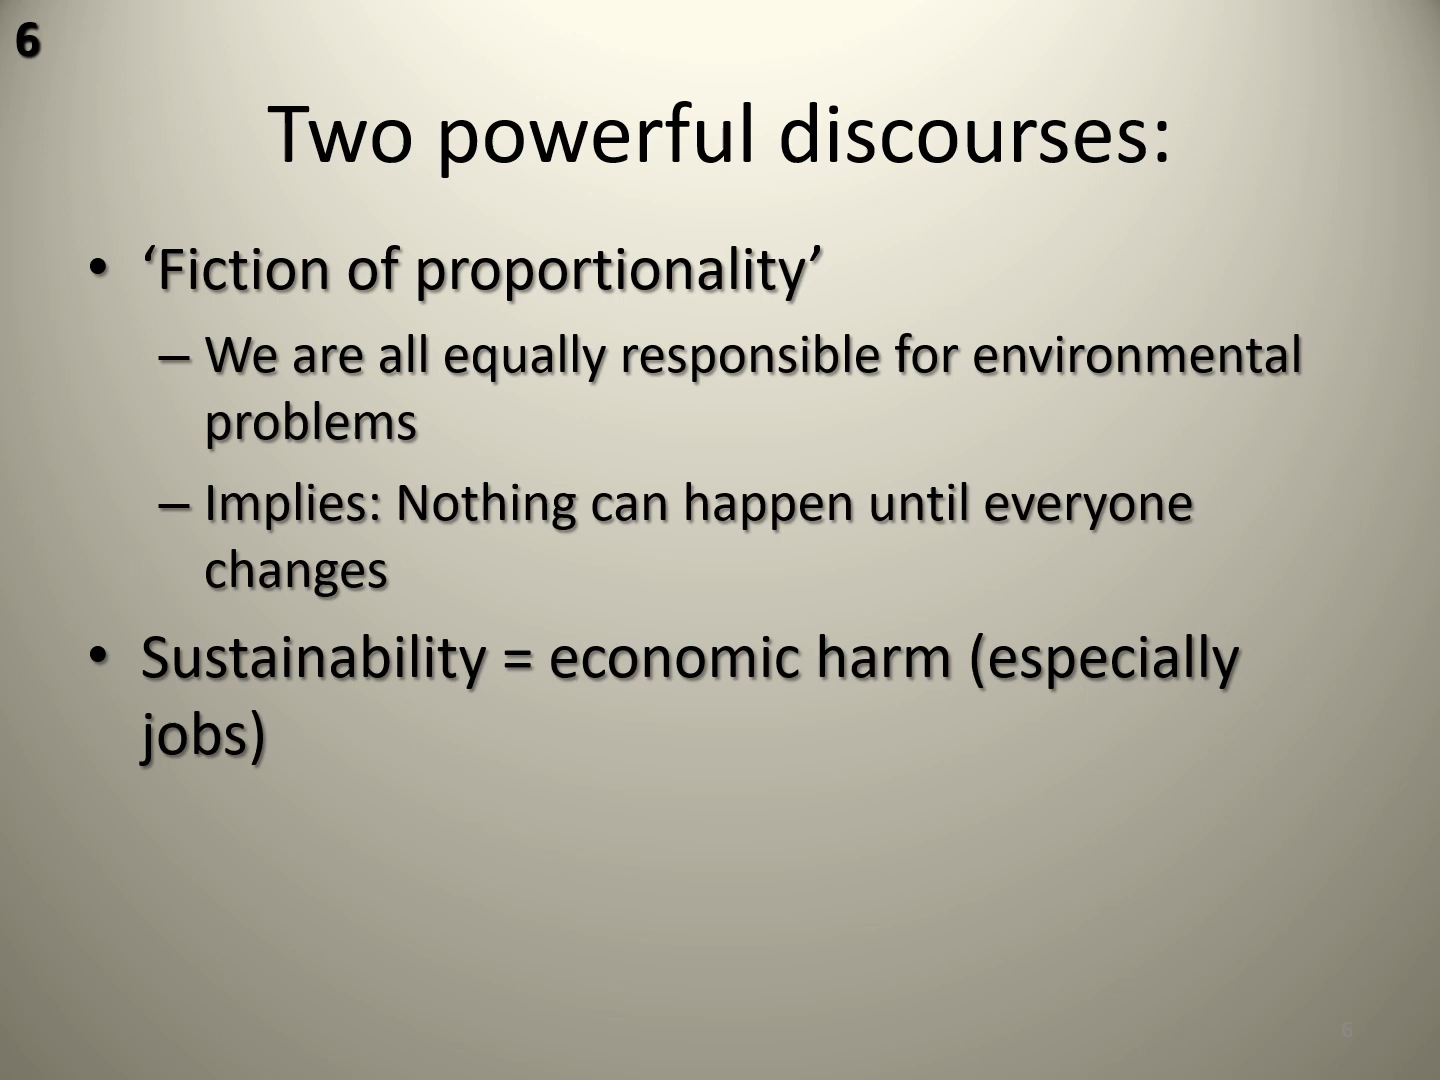 6
Two powerful discourses:
• ‘Fiction of proportionality’
– We are all equally responsible for environmental
problems
– Implies: Nothing can happen until everyone
changes
• Sustainability = economic harm (especially
jobs)
6